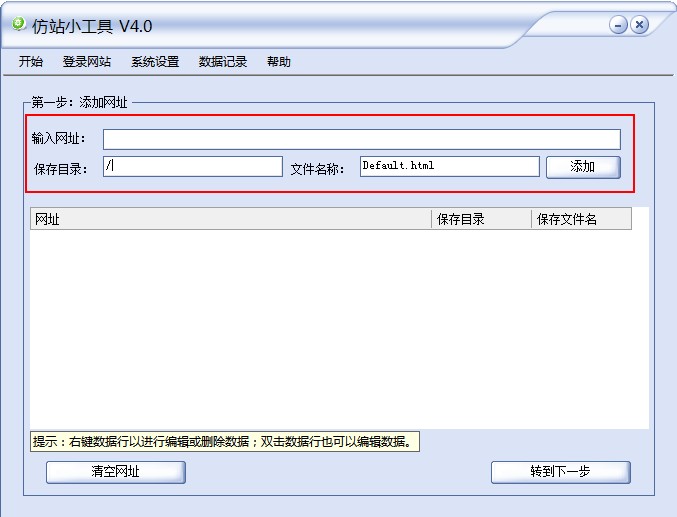 仿站小工具 V4.0
开始 登录网站 系统设置 数据记录 帮助
第一步：添加网址
输入网址：
保存目录： / 文件名称： Default.html 添加
网址 保存目录 保存文件名
提示：右键数据行以进行编辑或删除数据；双击数据行也可以编辑数据。
清空网址 转到下一步